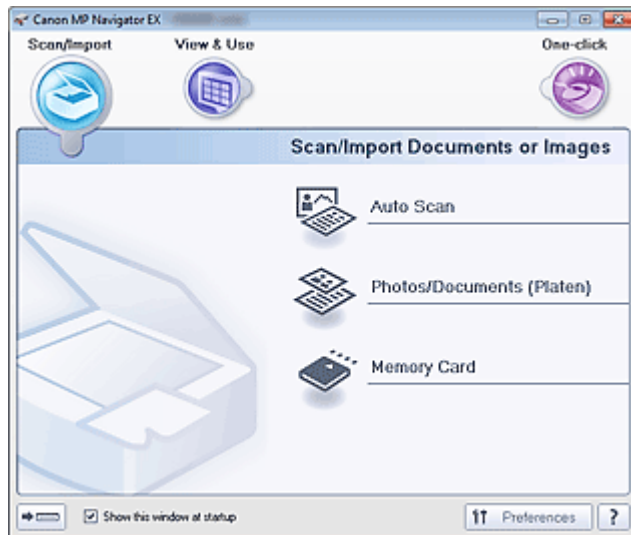 Canon MP Navigator EX
Scan/Import
View & Use
One-click
Scan/Import Documents or Images
Auto Scan
Photos/Documents (Platen)
Memory Card
Show this window at startup
Preferences
?